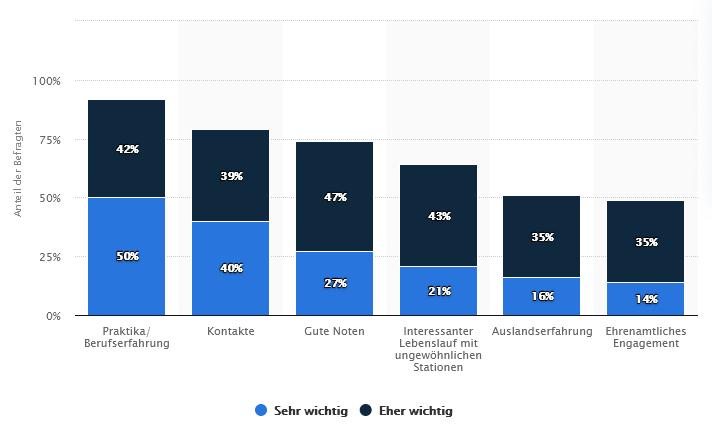 Anteil der Befragten
100%
75%
50%
25%
0%
42%
50%
39%
40%
47%
27%
43%
21%
35%
16%
35%
14%
Praktika/
Berufserfahrung
Kontakte
Gute Noten
Interessanter
Lebenslauf mit
ungewöhnlichen
Stationen
Auslandserfahrung
Ehrenamtliches
Engagement
Sehr wichtig
Eher wichtig